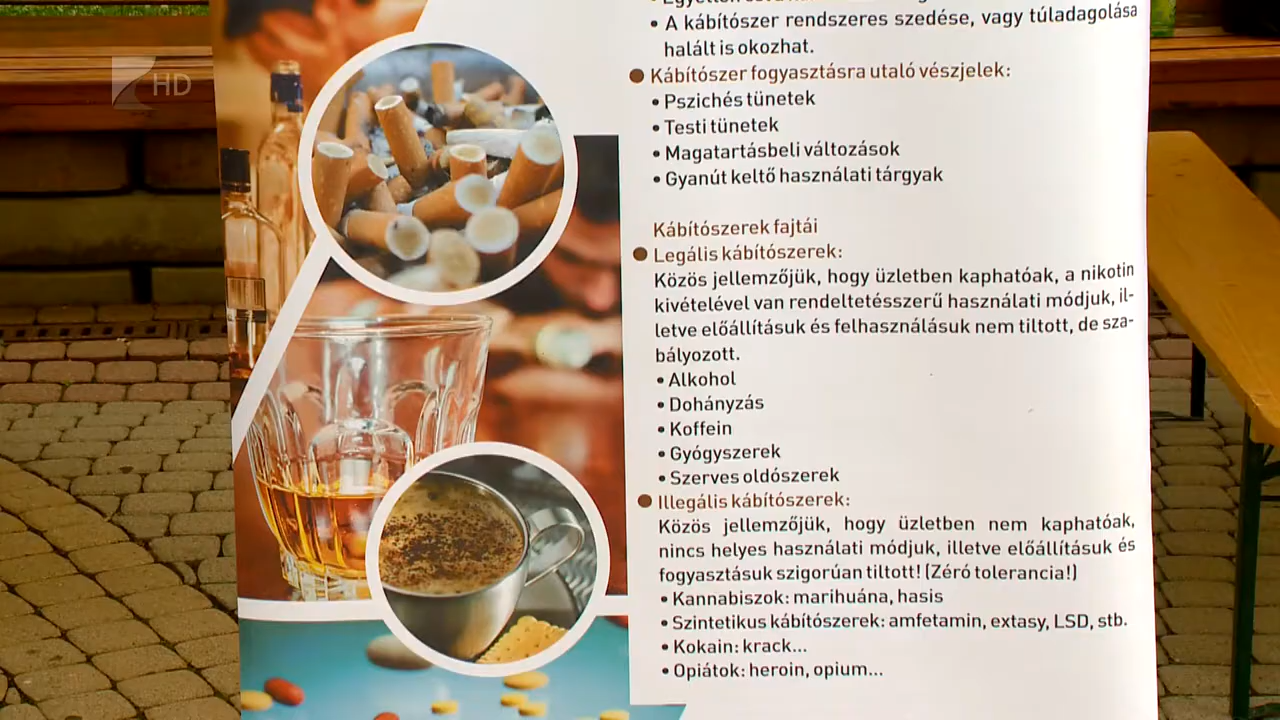 HD
• A kábítószer rendszeres szedése, vagy túladagolása
halált is okozhat.
Kábítószer fogyasztásra utaló vészjelek:
• Pszichés tünetek
• Testi tünetek
• Magatartásbeli változások
• Gyanút keltő használati tárgyak
Kábítószerek fajtái
Legális kábítószerek:
Közös jellemzőjük, hogy üzletben kaphatóak, a nikotin
kivételével van rendeltetésszerű használati módjuk, il-
letve előállításuk és felhasználásuk nem tiltott, de sza-
bályozott.
• Alkohol
• Dohányzás
• Koffein
• Gyógyszerek
• Szerves oldószerek
Illegális kábítószerek:
Közös jellemzőjük, hogy üzletben nem kaphatóak,
nincs helyes használati módjuk, illetve előállításuk és
fogyasztásuk szigorúan tiltott! (Zéró tolerancia!)
• Kannabiszok: marihuána, hasis
• Szintetikus kábítószerek: amfetamin, extasy, LSD, stb.
• Kokain: krack...
• Opiátok: heroin, opium...